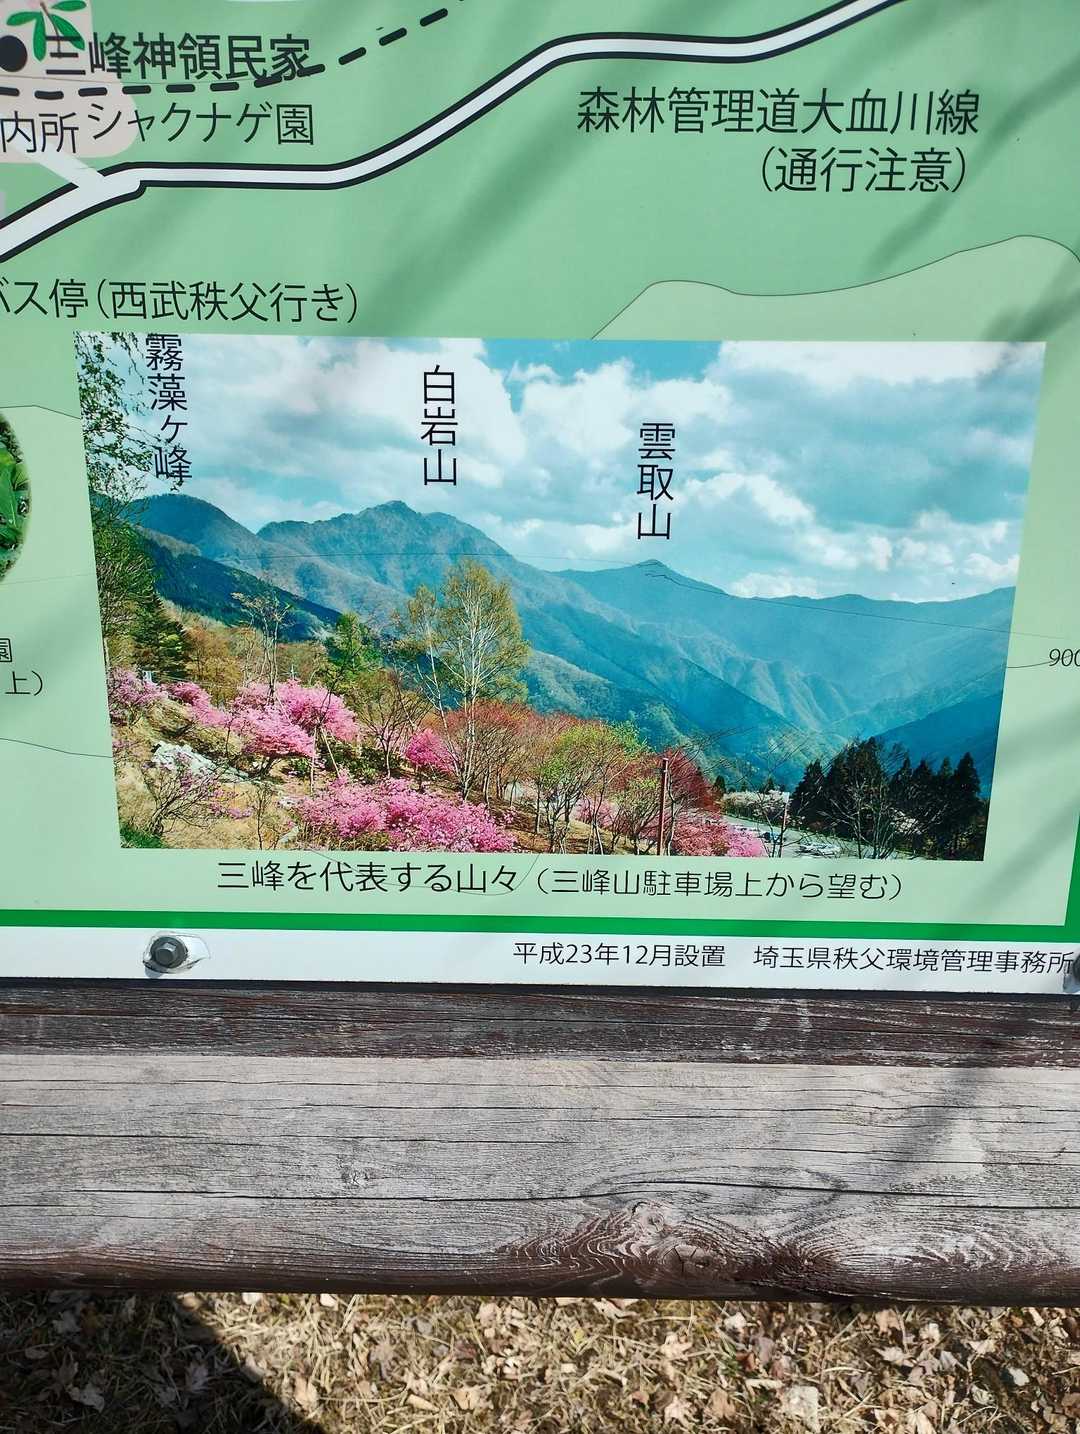 三峰神領民家
内所 シャクナゲ園
森林管理道大血川線
（通行注意）
バス停（西武秩父行き）
霧藻ヶ峰
白岩山
雲取山
園
上）
900
三峰を代表する山々（三峰山駐車場上から望む）
平成23年12月設置　埼玉県秩父環境管理事務所